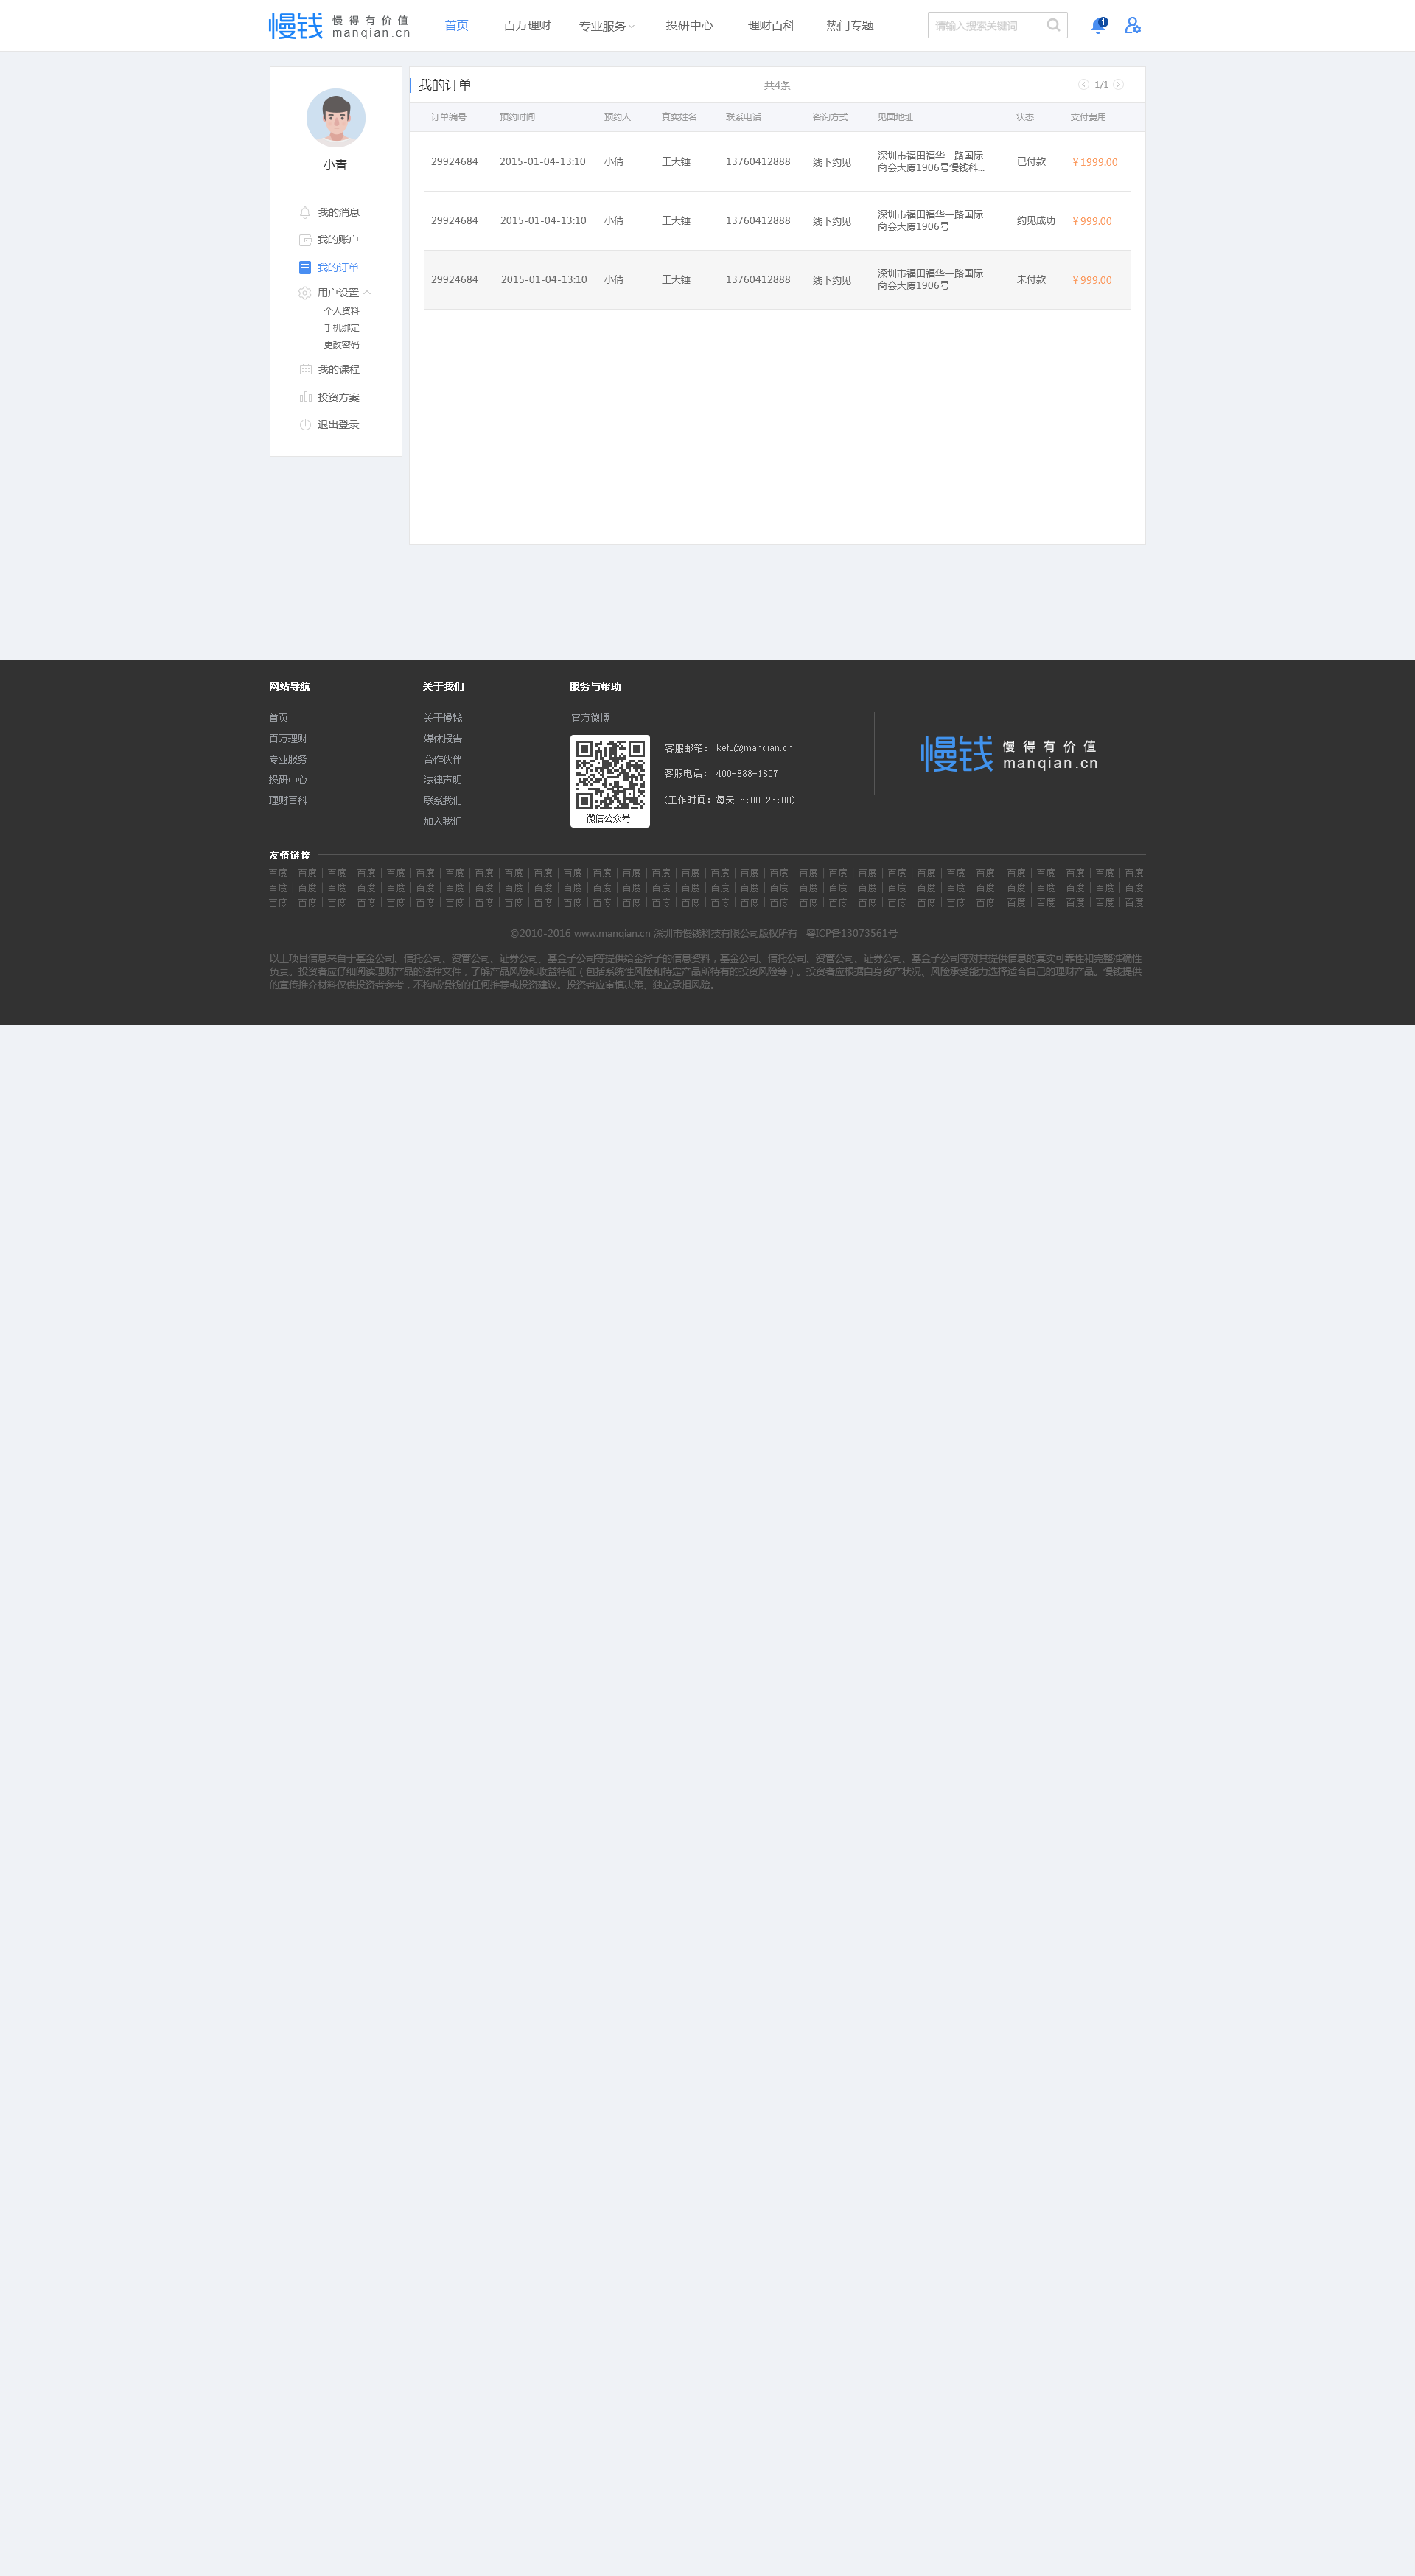 慢钱 慢得有价值 manqian.cn 首页 百万理财 专业服务 投研中心 理财百科 热门专题 请输入搜索关键词 1
小青
我的消息
我的账户
我的订单
用户设置
个人资料
手机绑定
更改密码
我的课程
投资方案
退出登录
我的订单 共4条 1/1
订单编号 预约时间 预约人 真实姓名 联系电话 咨询方式 见面地址 状态 支付费用
29924684 2015-01-04-13:10 小倩 王大锤 13760412888 线下约见 深圳市福田福华一路国际 已付款 ￥1999.00
商会大厦1906号慢钱科...
29924684 2015-01-04-13:10 小倩 王大锤 13760412888 线下约见 深圳市福田福华一路国际 约见成功 ￥999.00
商会大厦1906号
29924684 2015-01-04-13:10 小倩 王大锤 13760412888 线下约见 深圳市福田福华一路国际 未付款 ￥999.00
商会大厦1906号
网站导航
首页
百万理财
专业服务
投研中心
理财百科
关于我们
关于慢钱
媒体报告
合作伙伴
法律声明
联系我们
加入我们
服务与帮助
官方微博
微信公众号
客服邮箱： kefu@manqian.cn
客服电话： 400-888-1807
(工作时间：每天 8:00-23:00)
慢钱 慢得有价值
manqian.cn
友情链接
百度 百度 百度 百度 百度 百度 百度 百度 百度 百度 百度 百度 百度 百度 百度 百度 百度 百度 百度 百度 百度 百度 百度 百度 百度 百度 百度 百度 百度 百度
百度 百度 百度 百度 百度 百度 百度 百度 百度 百度 百度 百度 百度 百度 百度 百度 百度 百度 百度 百度 百度 百度 百度 百度 百度 百度 百度 百度 百度 百度
百度 百度 百度 百度 百度 百度 百度 百度 百度 百度 百度 百度 百度 百度 百度 百度 百度 百度 百度 百度 百度 百度 百度 百度 百度 百度 百度 百度 百度 百度
©2010-2016 www.manqian.cn 深圳市慢钱科技有限公司版权所有 粤ICP备13073561号
以上项目信息来自于基金公司、信托公司、资管公司、证券公司、基金子公司等提供给金斧子的信息资料，基金公司、信托公司、资管公司、证券公司、基金子公司等对其提供信息的真实可靠性和完整准确性
负责。投资者应仔细阅读理财产品的法律文件，了解产品风险和收益特征（包括系统性风险和特定产品所特有的投资风险等）。投资者应根据自身资产状况、风险承受能力选择适合自己的理财产品。慢钱提供
的宣传推介材料仅供投资者参考，不构成慢钱的任何推荐或投资建议。投资者应审慎决策、独立承担风险。